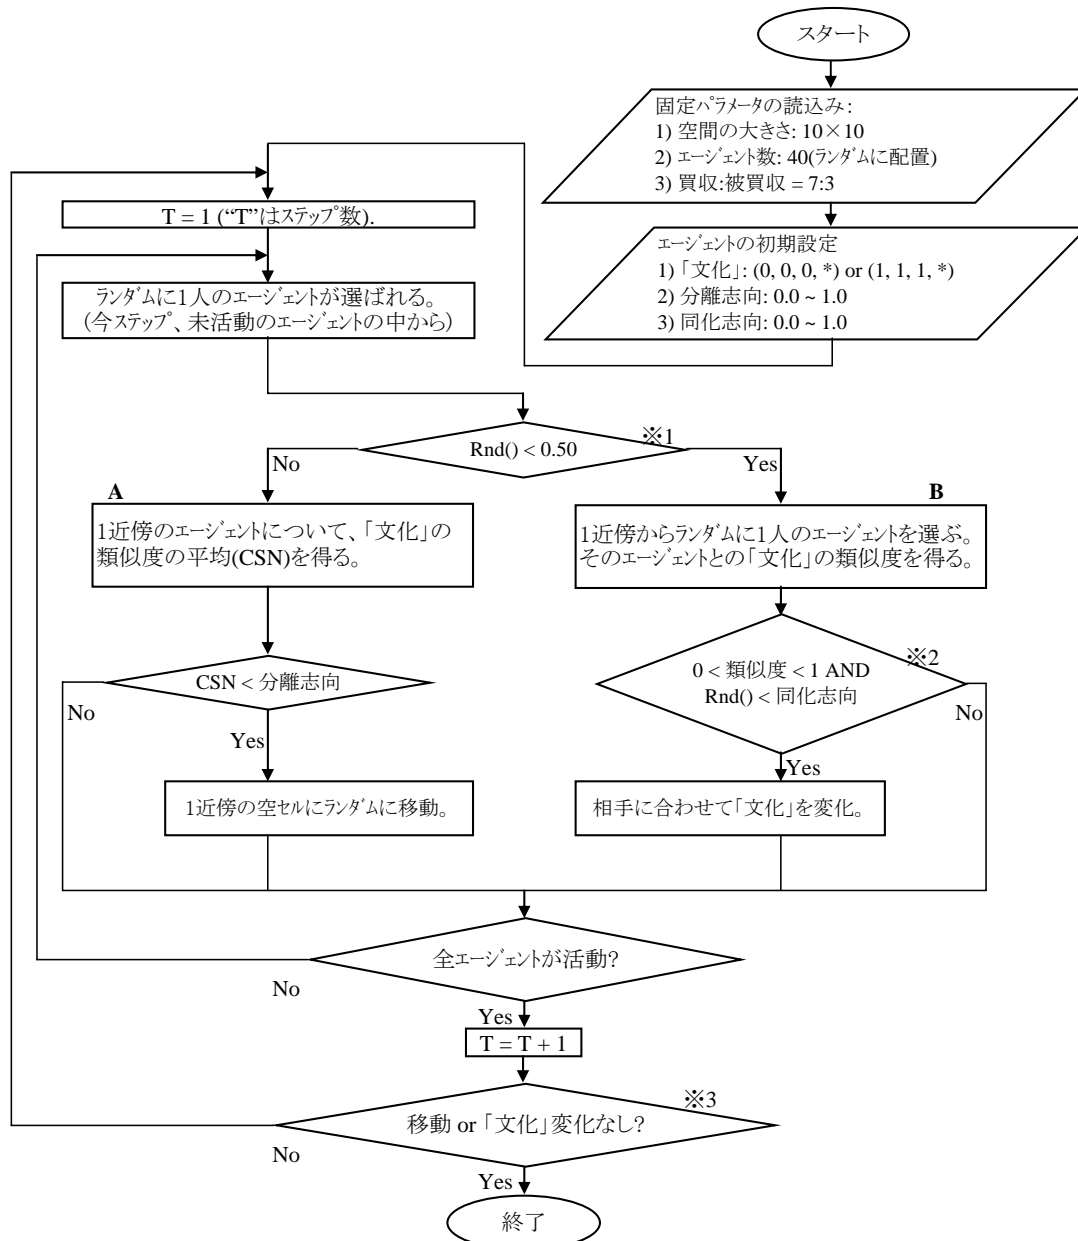 スタート
固定パラメータの読込み:
1) 空間の大きさ: 10×10
2) エージェント数: 40(ランダムに配置)
3) 買収:被買収 = 7:3
エージェントの初期設定
1)「文化」: (0, 0, 0, *) or (1, 1, 1, *)
2) 分離志向: 0.0 ~ 1.0
3) 同化志向: 0.0 ~ 1.0
T = 1 (“T”はステップ数).
ランダムに1人のエージェントが選ばれる。
(今ステップ、未活動のエージェントの中から)
Rnd() < 0.50
※1
No
Yes
A
1近傍のエージェントについて、「文化」の
類似度の平均(CSN)を得る。
B
1近傍からランダムに1人のエージェントを選ぶ。
そのエージェントとの「文化」の類似度を得る。
CSN < 分離志向
No
Yes
0 < 類似度 < 1 AND
Rnd() < 同化志向
※2
No
Yes
1近傍の空セルにランダムに移動。
相手に合わせて「文化」を変化。
全エージェントが活動?
No
Yes
T = T + 1
移動 or 「文化」変化なし?
※3
No
Yes
終了